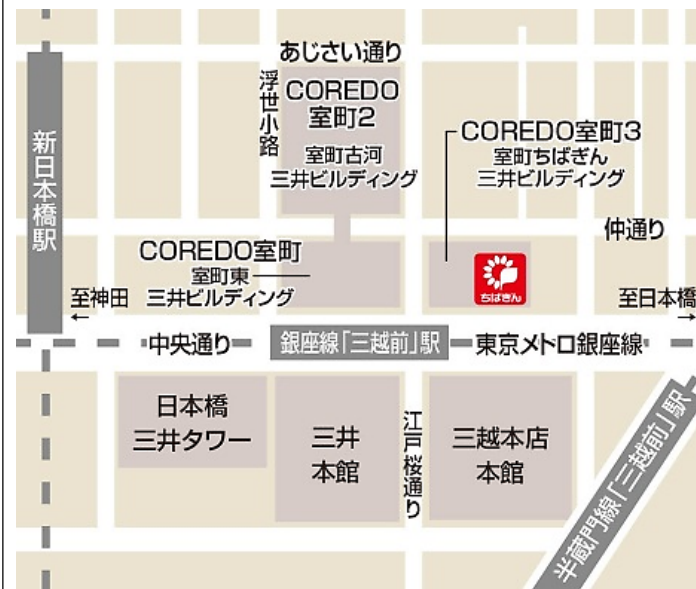 あじさい通り
浮世小路
COREDO
室町2
室町古河
三井ビルディング
COREDO室町3
室町ちばぎん
三井ビルディング
新日本橋駅
仲通り
COREDO室町
室町東
三井ビルディング
ちばぎん
至神田
←
至日本橋
→
中央通り
銀座線「三越前」駅
東京メトロ銀座線
日本橋
三井タワー
三井
本館
江戸桜通り
三越本店
本館
半蔵門線「三越前」駅